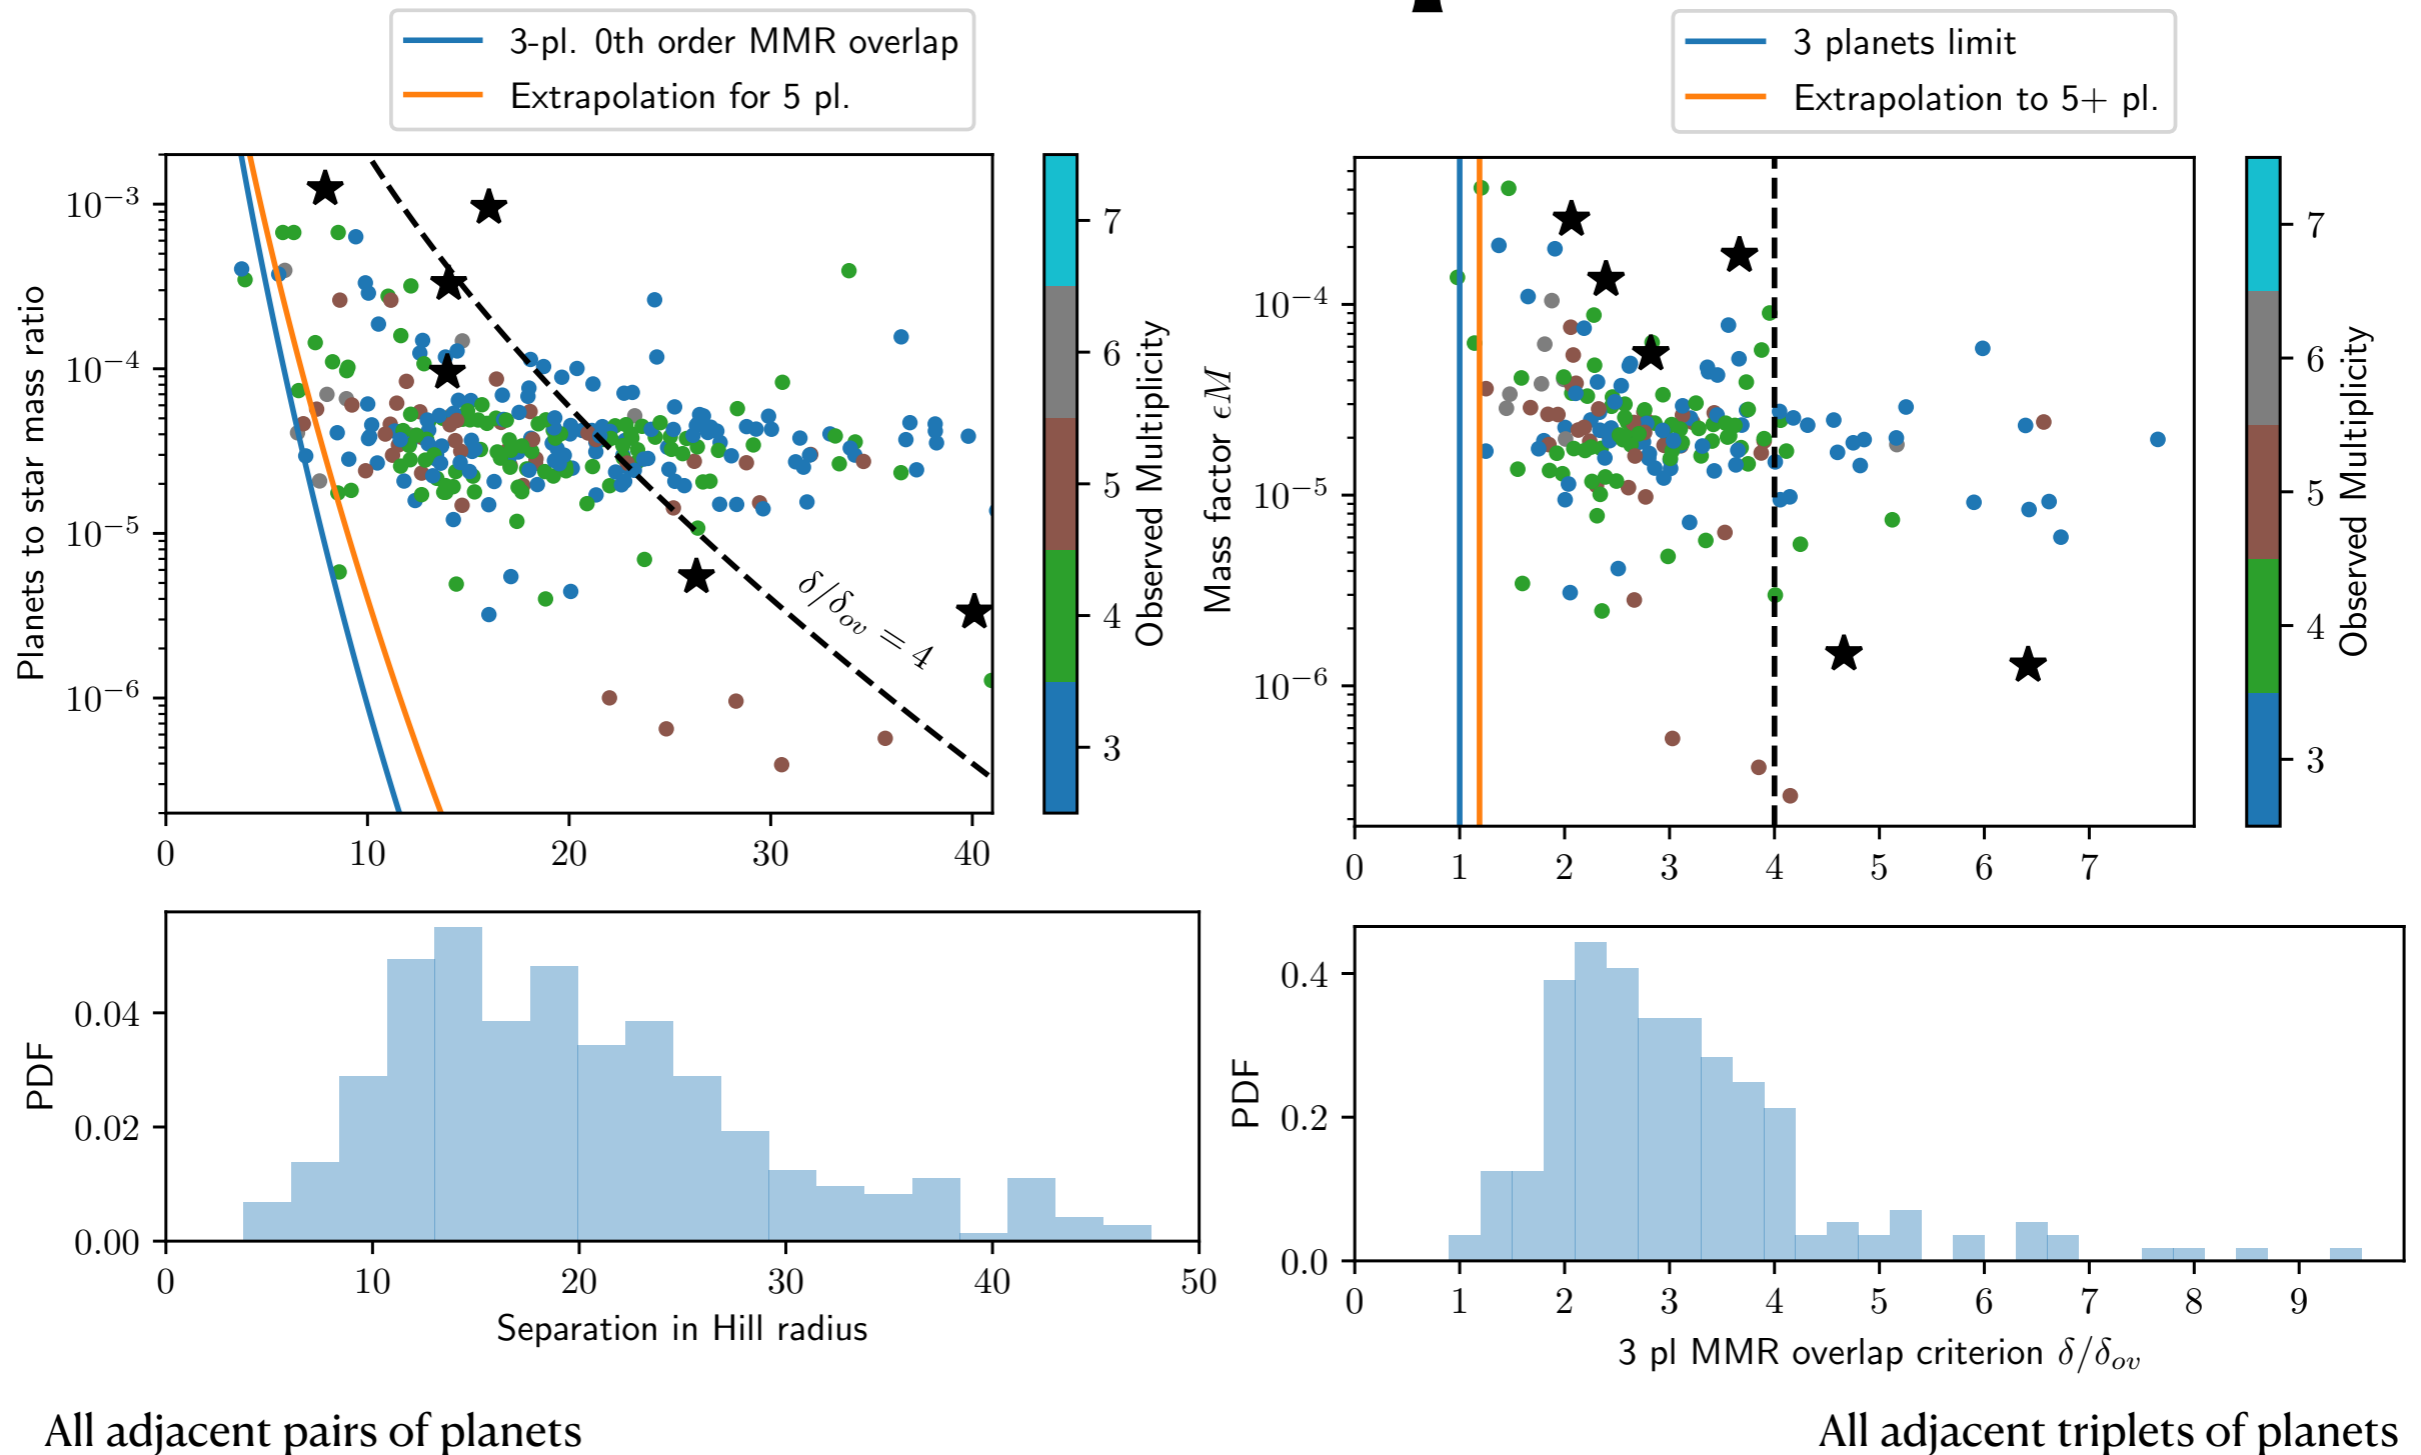 3-pl. 0th order MMR overlap
Extrapolation for 5 pl.
3 planets limit
Extrapolation to 5+ pl.
Planets to star mass ratio
10⁻³
10⁻⁴
10⁻⁵
10⁻⁶
0 10 20 30 40
δ/δ_ov = 4
7
6
5
4
3
Observed Multiplicity
Mass factor ϵM
10⁻⁴
10⁻⁵
10⁻⁶
0 1 2 3 4 5 6 7
7
6
5
4
3
Observed Multiplicity
PDF
0.04
0.02
0.00
0 10 20 30 40 50
Separation in Hill radius
PDF
0.4
0.2
0.0
0 1 2 3 4 5 6 7 8 9
3 pl MMR overlap criterion δ/δ_ov
All adjacent pairs of planets
All adjacent triplets of planets